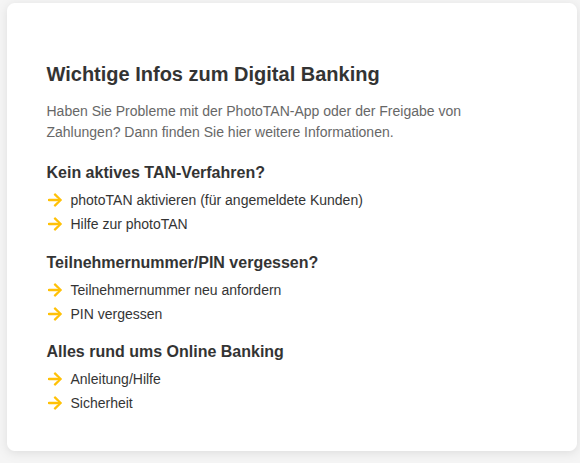 Wichtige Infos zum Digital Banking
Haben Sie Probleme mit der PhotoTAN-App oder der Freigabe von
Zahlungen? Dann finden Sie hier weitere Informationen.
Kein aktives TAN-Verfahren?
photoTAN aktivieren (für angemeldete Kunden)
Hilfe zur photoTAN
Teilnehmernummer/PIN vergessen?
Teilnehmernummer neu anfordern
PIN vergessen
Alles rund ums Online Banking
Anleitung/Hilfe
Sicherheit